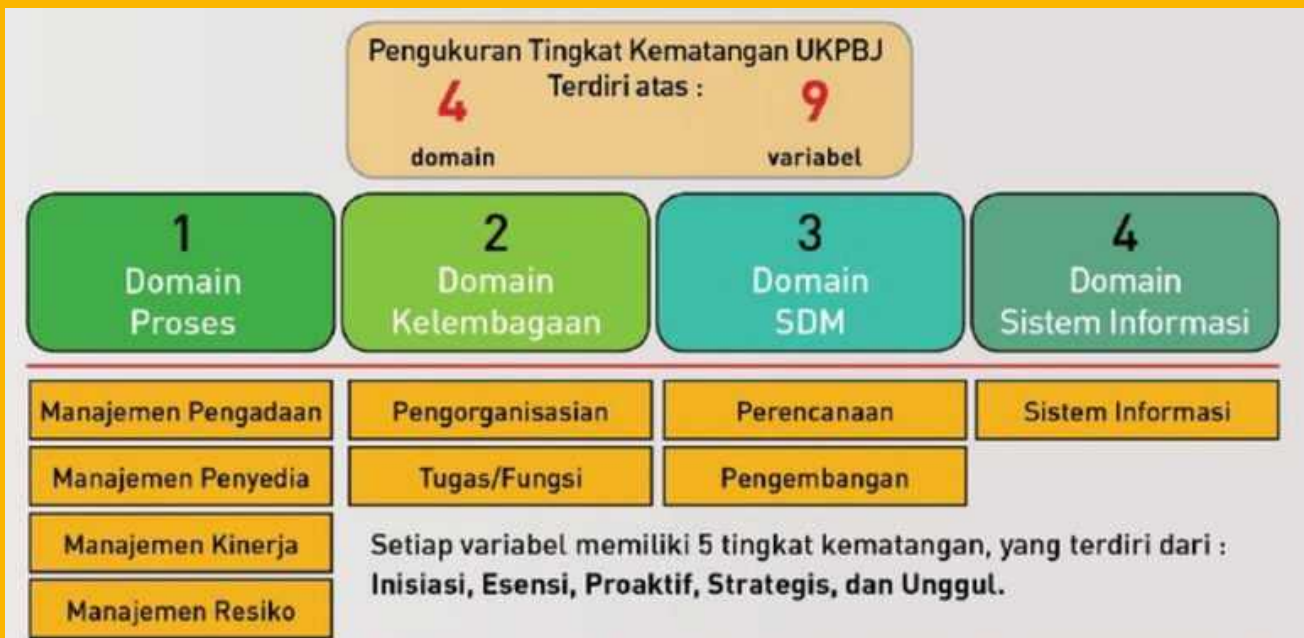 Pengukuran Tingkat Kematangan UKPBJ
Terdiri atas :
4
domain
9
variabel
1
Domain
Proses
2
Domain
Kelembagaan
3
Domain
SDM
4
Domain
Sistem Informasi
Manajemen Pengadaan
Pengorganisasian
Perencanaan
Sistem Informasi
Manajemen Penyedia
Tugas/Fungsi
Pengembangan
Manajemen Kinerja
Manajemen Resiko
Setiap variabel memiliki 5 tingkat kematangan, yang terdiri dari :
Inisiasi, Esensi, Proaktif, Strategis, dan Unggul.